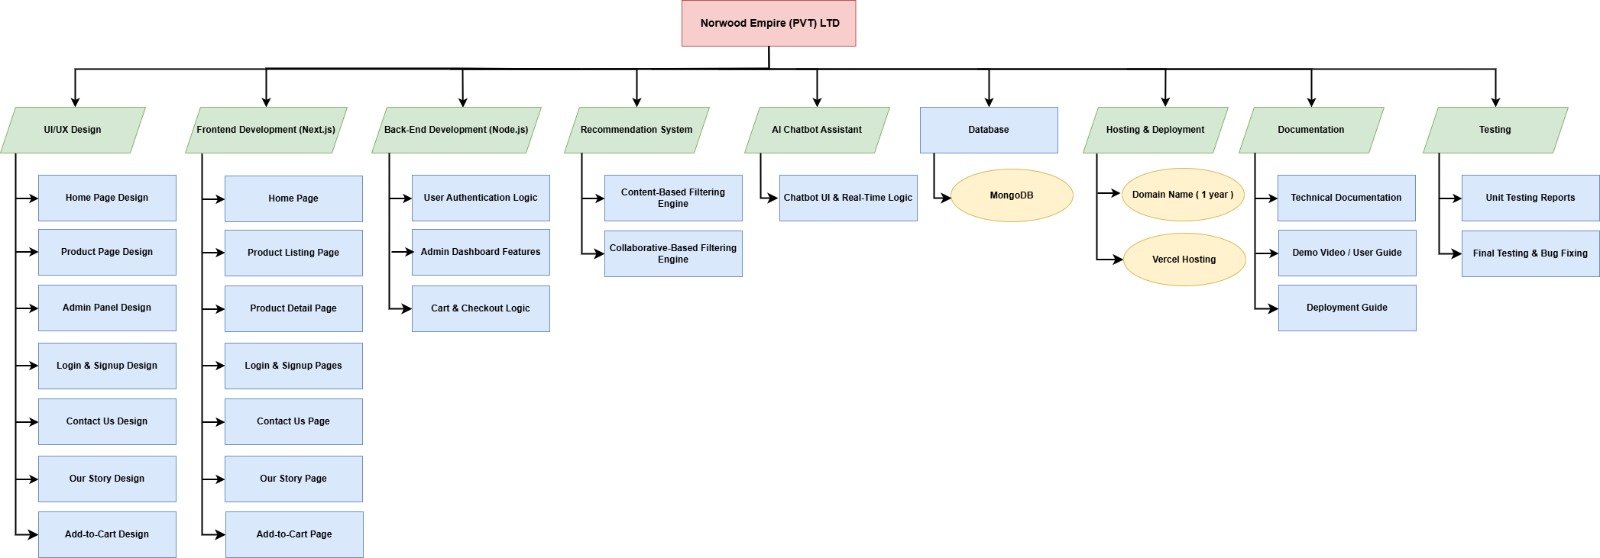 Norwood Empire (PVT) LTD
UI/UX Design
Home Page Design
Product Page Design
Admin Panel Design
Login & Signup Design
Contact Us Design
Our Story Design
Add-to-Cart Design
Frontend Development (Next.js)
Home Page
Product Listing Page
Product Detail Page
Login & Signup Pages
Contact Us Page
Our Story Page
Add-to-Cart Page
Back-End Development (Node.js)
User Authentication Logic
Admin Dashboard Features
Cart & Checkout Logic
Recommendation System
Content-Based Filtering
Engine
Collaborative-Based Filtering
Engine
AI Chatbot Assistant
Chatbot UI & Real-Time Logic
Database
MongoDB
Hosting & Deployment
Domain Name ( 1 year )
Vercel Hosting
Documentation
Technical Documentation
Demo Video / User Guide
Deployment Guide
Testing
Unit Testing Reports
Final Testing & Bug Fixing